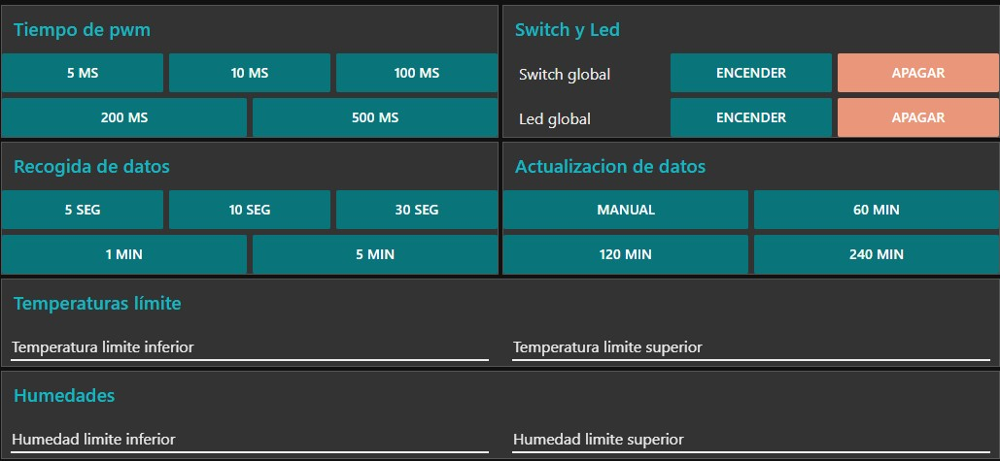 Tiempo de pwm
5 MS 10 MS 100 MS
200 MS 500 MS
Switch y Led
Switch global ENCENDER APAGAR
Led global ENCENDER APAGAR
Recogida de datos
5 SEG 10 SEG 30 SEG
1 MIN 5 MIN
Actualizacion de datos
MANUAL 60 MIN
120 MIN 240 MIN
Temperaturas límite
Temperatura limite inferior Temperatura limite superior
Humedades
Humedad limite inferior Humedad limite superior